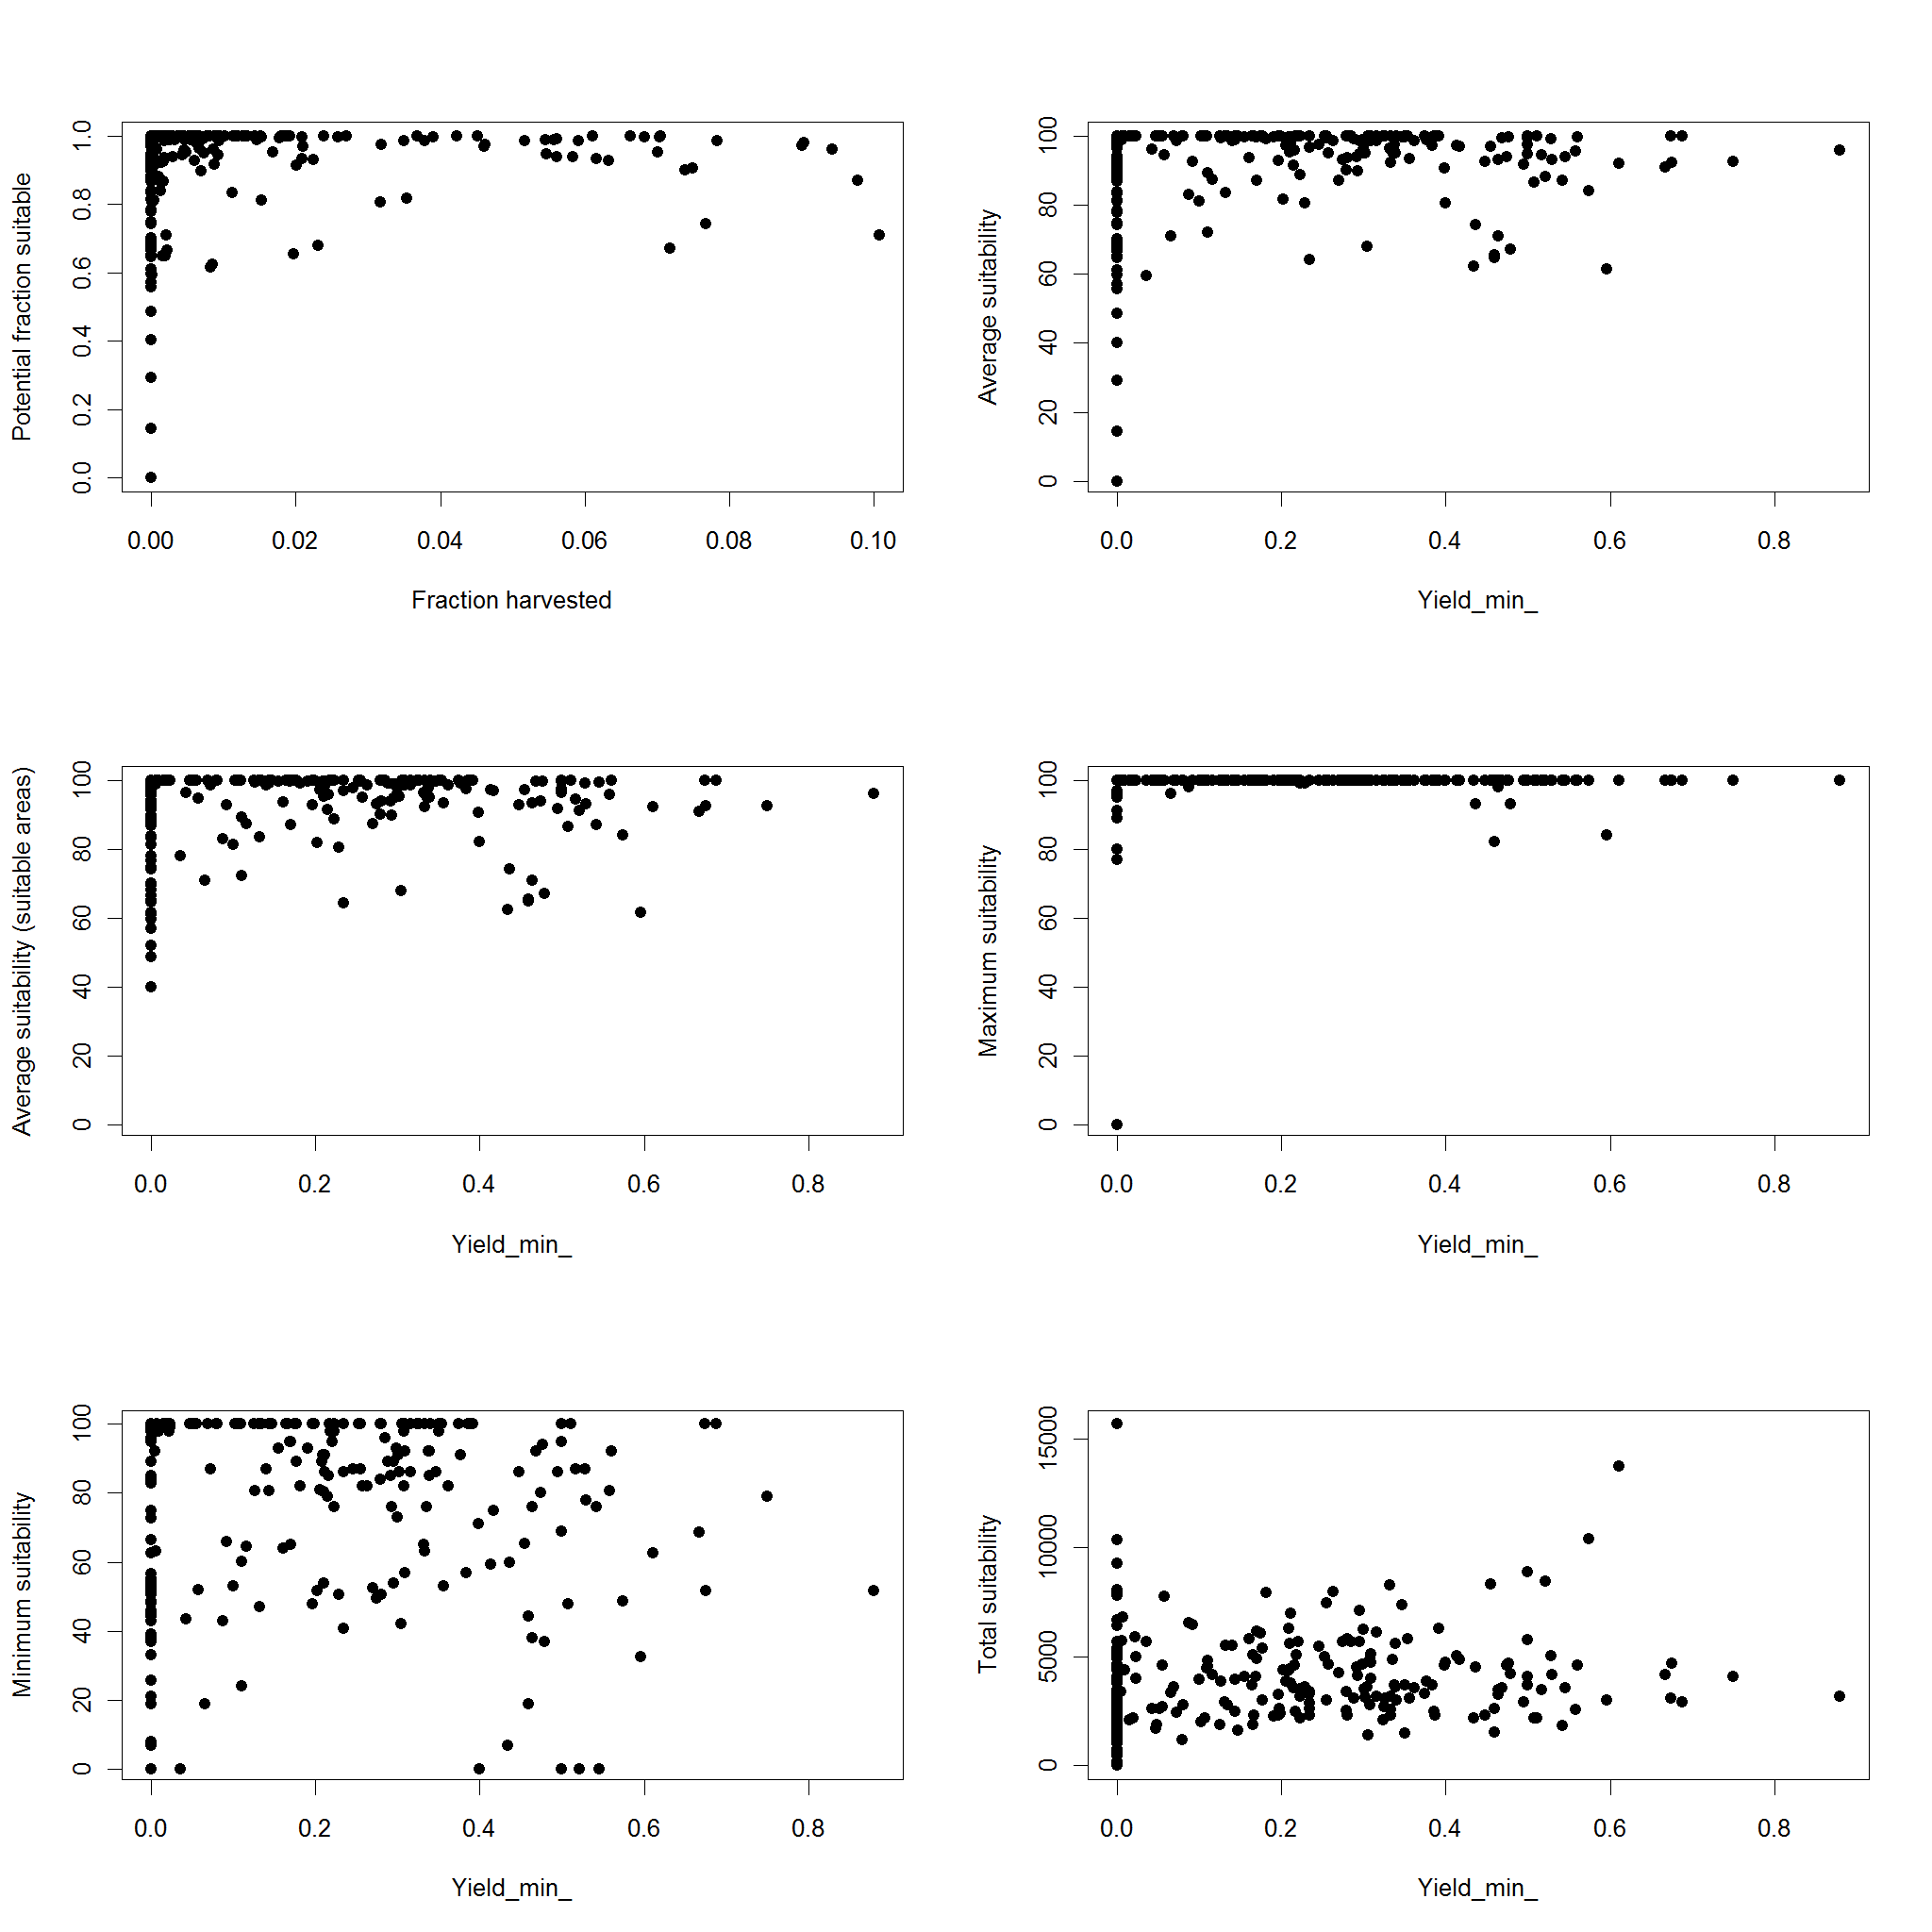 Potential fraction suitable
0.0 0.2 0.4 0.6 0.8 1.0
0.00 0.02 0.04 0.06 0.08 0.10
Fraction harvested
Average suitability
0 20 40 60 80 100
0.0 0.2 0.4 0.6 0.8
Yield_min_
Average suitability (suitable areas)
0 20 40 60 80 100
0.0 0.2 0.4 0.6 0.8
Yield_min_
Maximum suitability
0 20 40 60 80 100
0.0 0.2 0.4 0.6 0.8
Yield_min_
Minimum suitability
0 20 40 60 80 100
0.0 0.2 0.4 0.6 0.8
Yield_min_
Total suitability
0 5000 10000 15000
0.0 0.2 0.4 0.6 0.8
Yield_min_